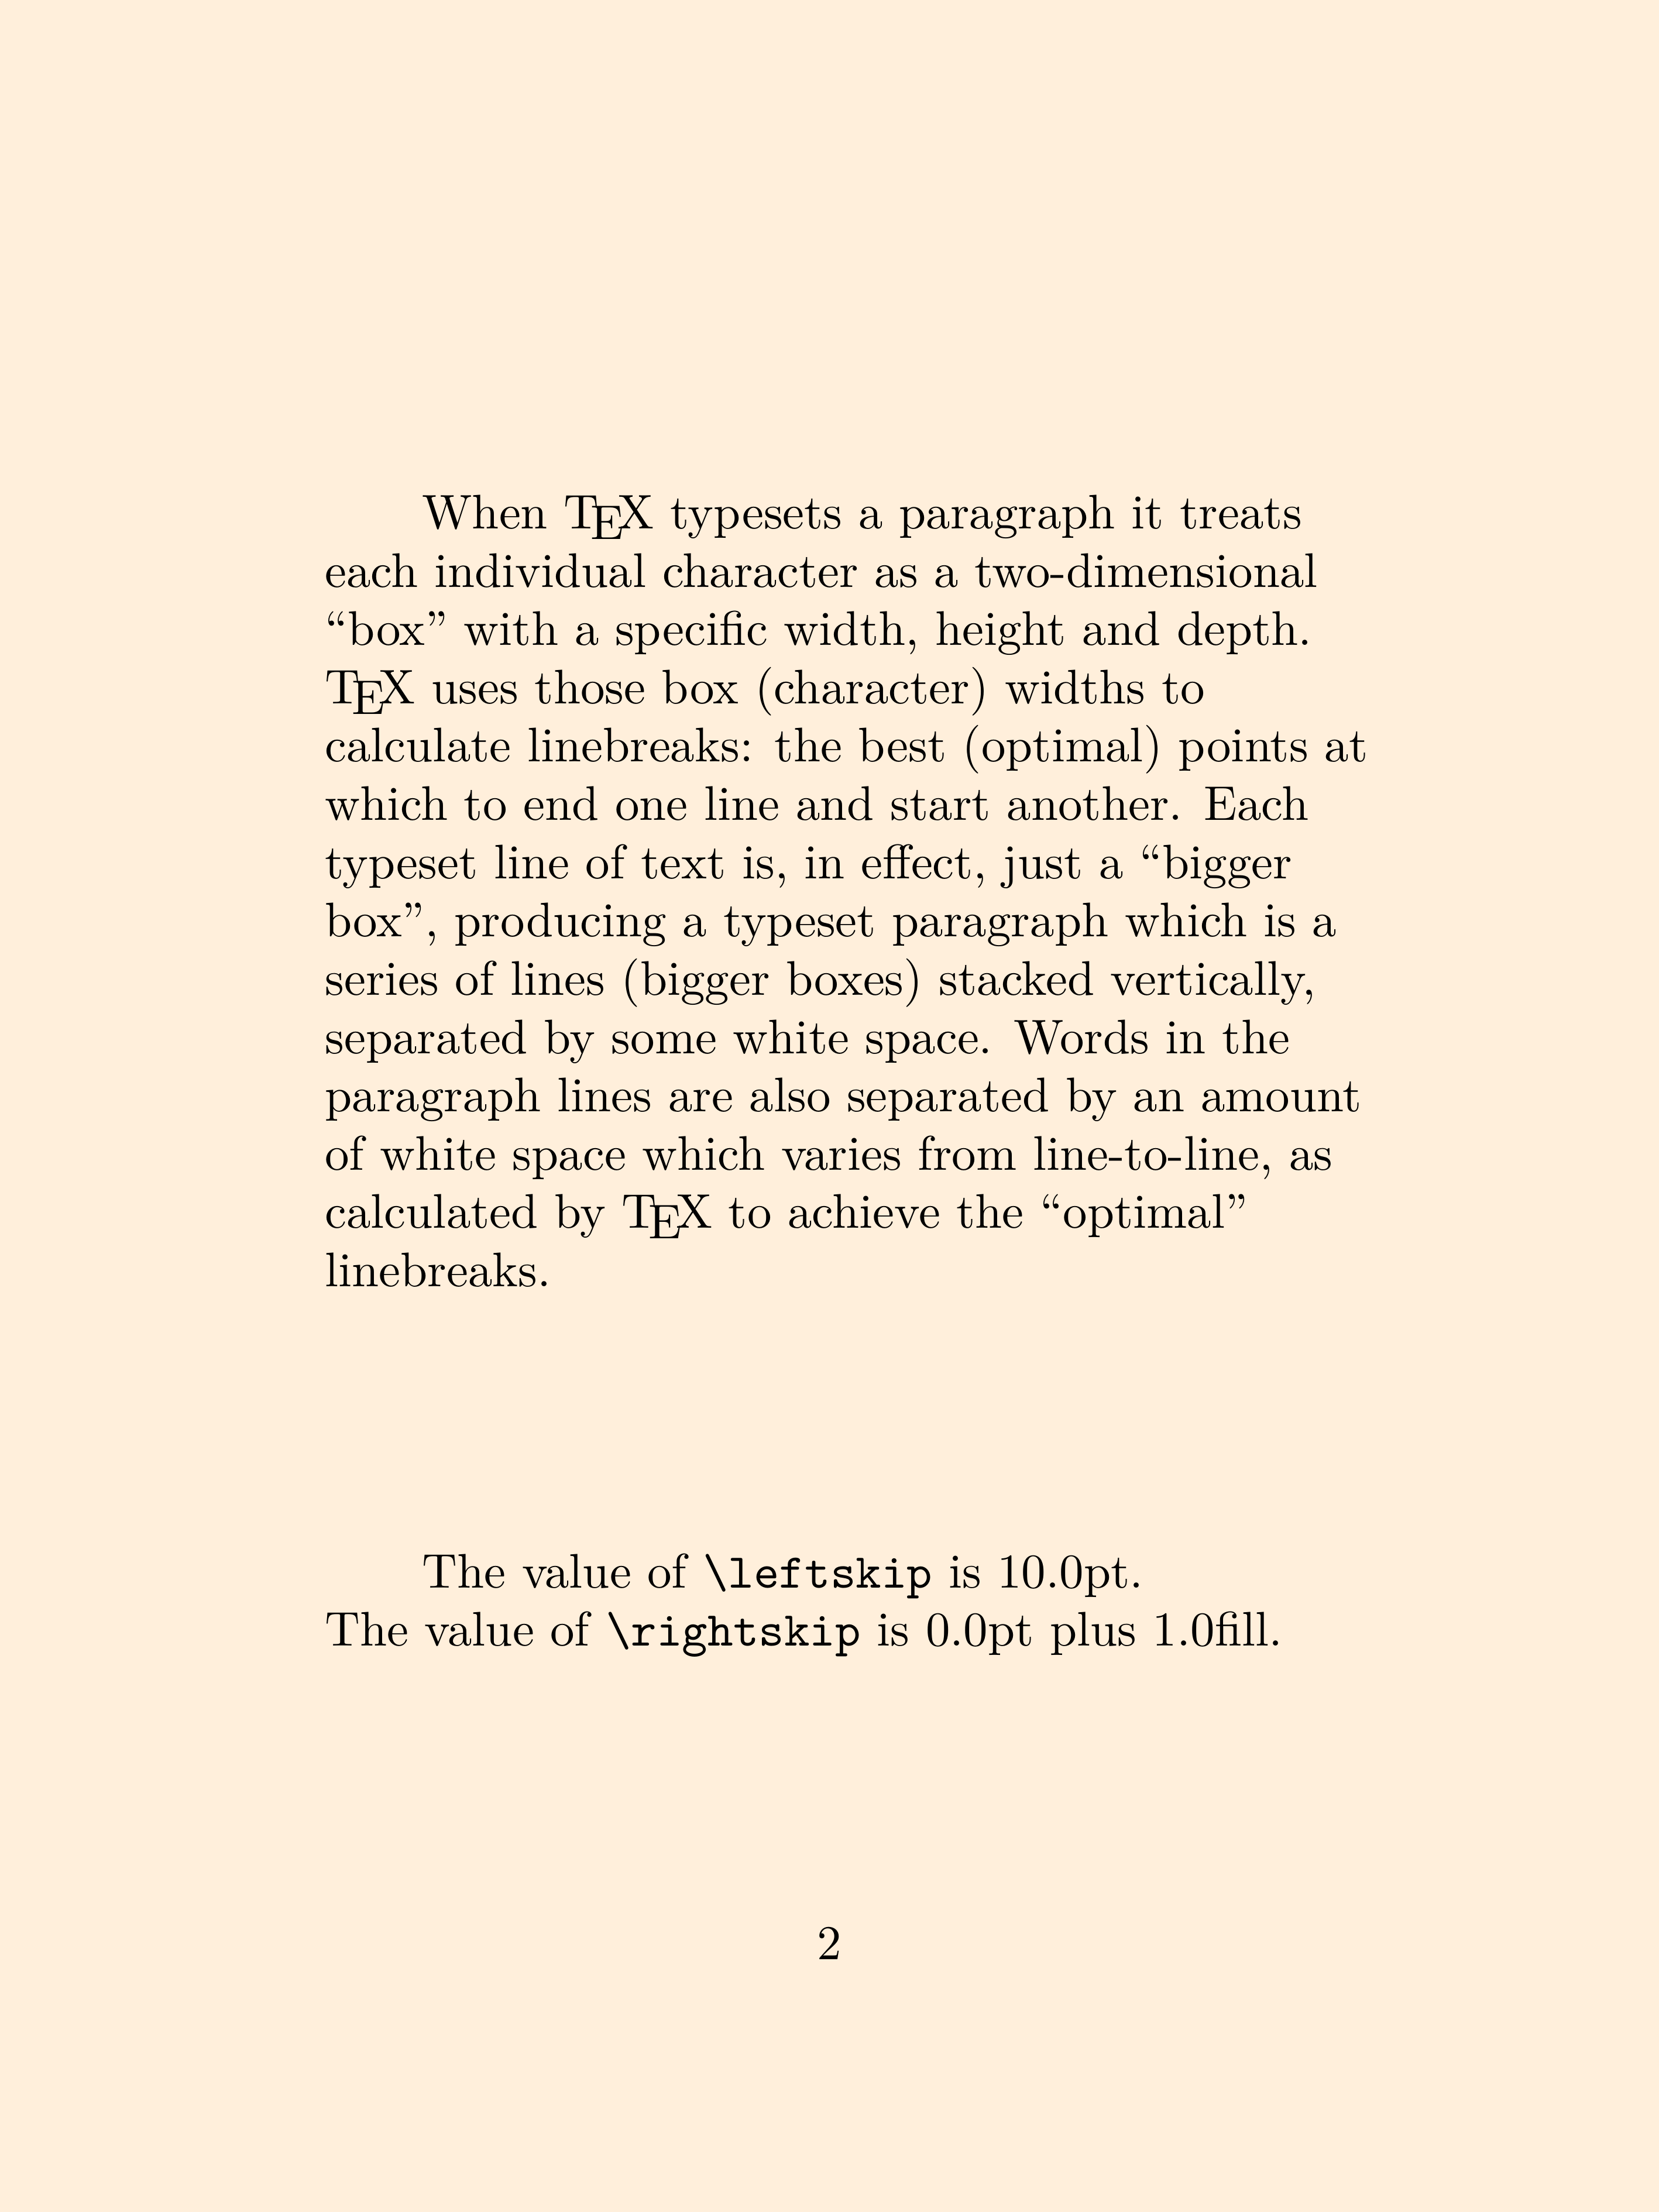 When TEX typesets a paragraph it treats
each individual character as a two-dimensional
“box” with a specific width, height and depth.
TEX uses those box (character) widths to
calculate linebreaks: the best (optimal) points at
which to end one line and start another. Each
typeset line of text is, in effect, just a “bigger
box”, producing a typeset paragraph which is a
series of lines (bigger boxes) stacked vertically,
separated by some white space. Words in the
paragraph lines are also separated by an amount
of white space which varies from line-to-line, as
calculated by TEX to achieve the “optimal”
linebreaks.
The value of \leftskip is 10.0pt.
The value of \rightskip is 0.0pt plus 1.0fill.
2